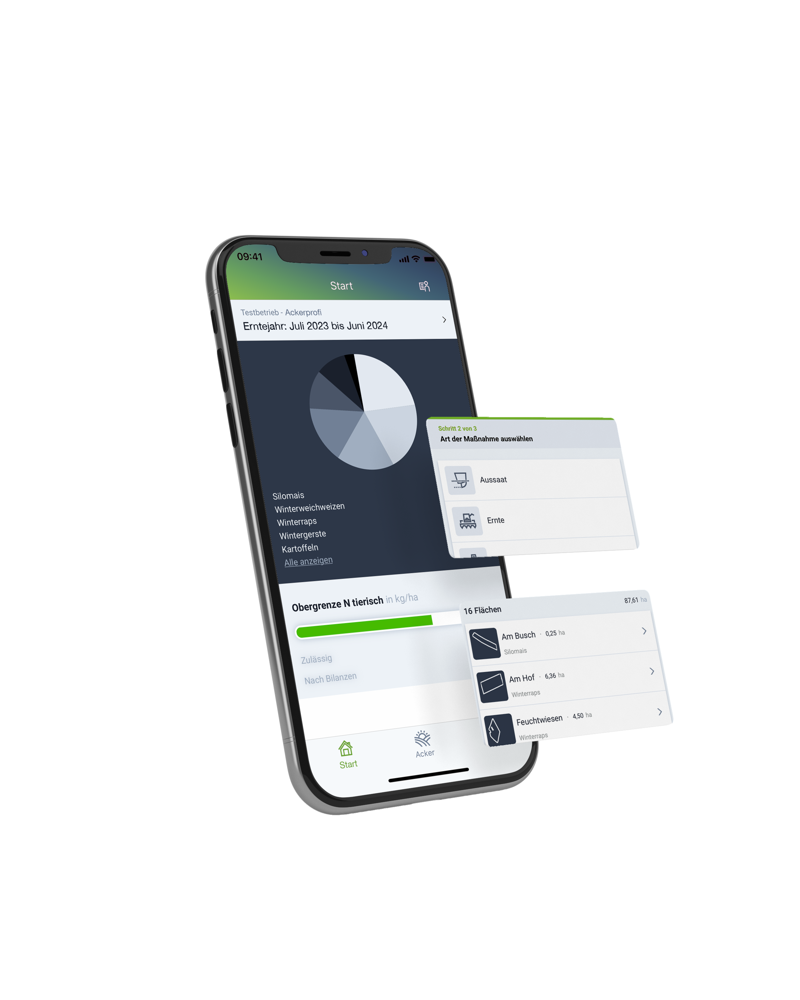 09:41
Start
Testbetrieb - Ackerprofi
Erntejahr: Juli 2023 bis Juni 2024
Silomais
Winterweichweizen
Winterraps
Wintergerste
Kartoffeln
Alle anzeigen
Obergrenze N tierisch in kg/ha
Zulässig
Nach Bilanzen
Start
Acker
Schritt 2 von 3
Art der Maßnahme auswählen
Aussaat
Ernte
16 Flächen 87,61 ha
Am Busch · 0,25 ha
Silomais
Am Hof · 6,36 ha
Winterraps
Feuchtwiesen · 4,50 ha
Winterraps